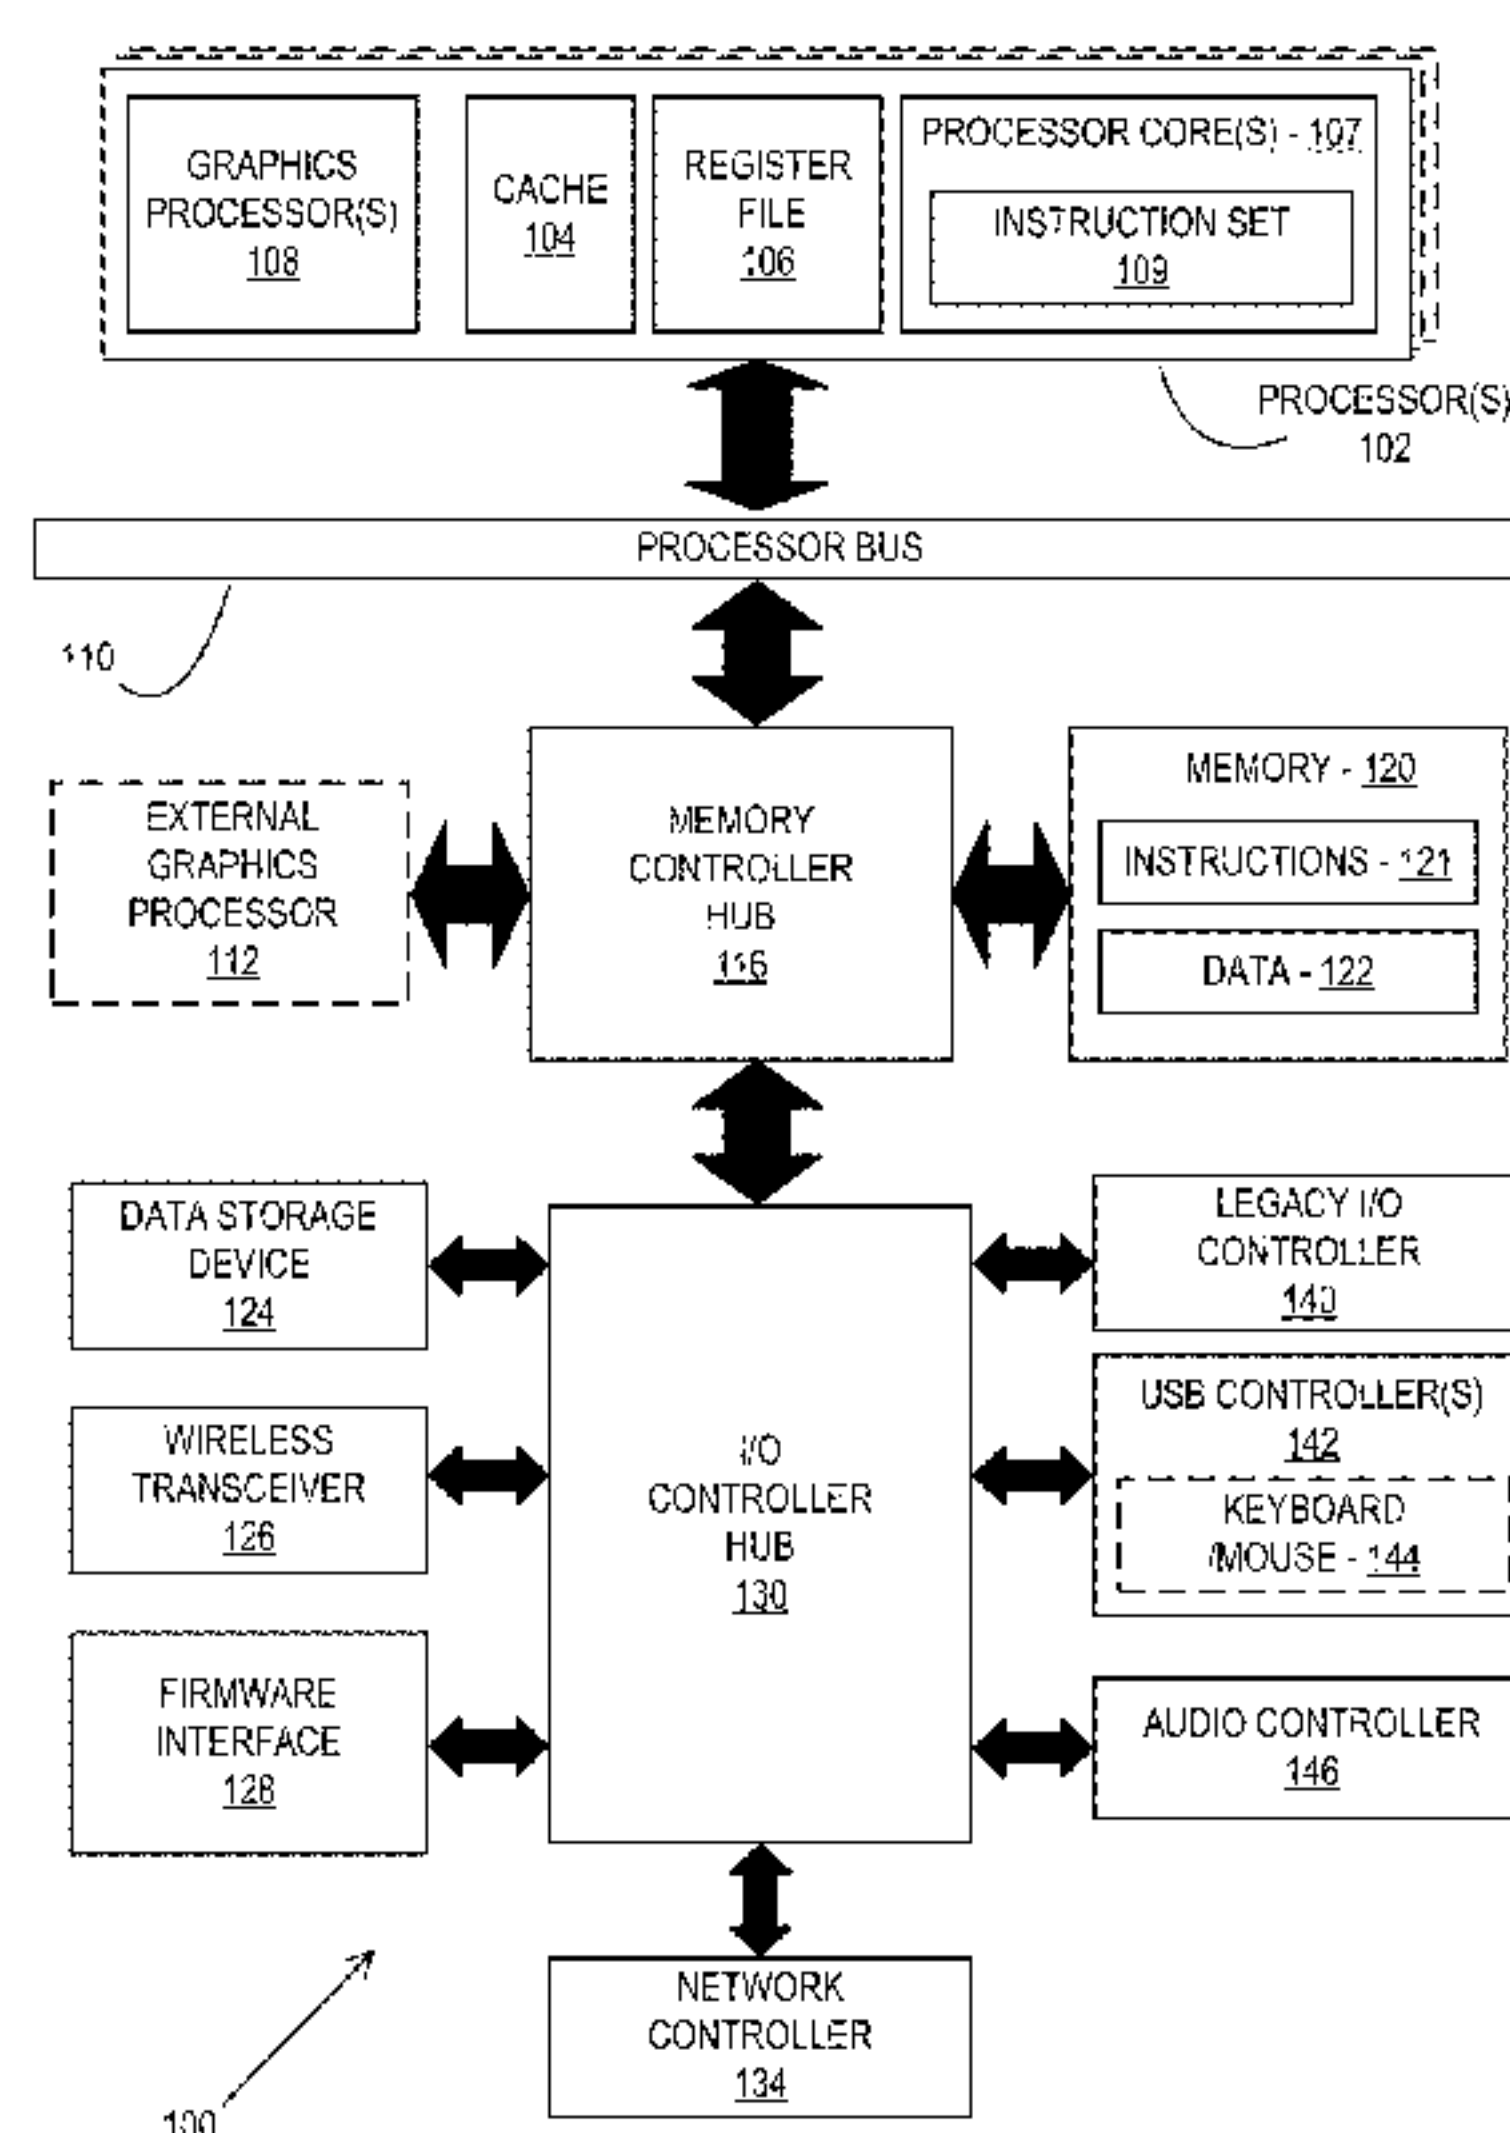 GRAPHICS
PROCESSOR(S)
108
CACHE
104
REGISTER
FILE
106
PROCESSOR CORE(S) - 107
INSTRUCTION SET
109
PROCESSOR(S)
102
PROCESSOR BUS
110
EXTERNAL
GRAPHICS
PROCESSOR
112
MEMORY
CONTROLLER
HUB
116
MEMORY - 120
INSTRUCTIONS - 121
DATA - 122
DATA STORAGE
DEVICE
124
WIRELESS
TRANSCEIVER
126
FIRMWARE
INTERFACE
128
I/O
CONTROLLER
HUB
130
LEGACY I/O
CONTROLLER
140
USB CONTROLLER(S)
142
KEYBOARD
/MOUSE - 144
AUDIO CONTROLLER
146
NETWORK
CONTROLLER
134
100